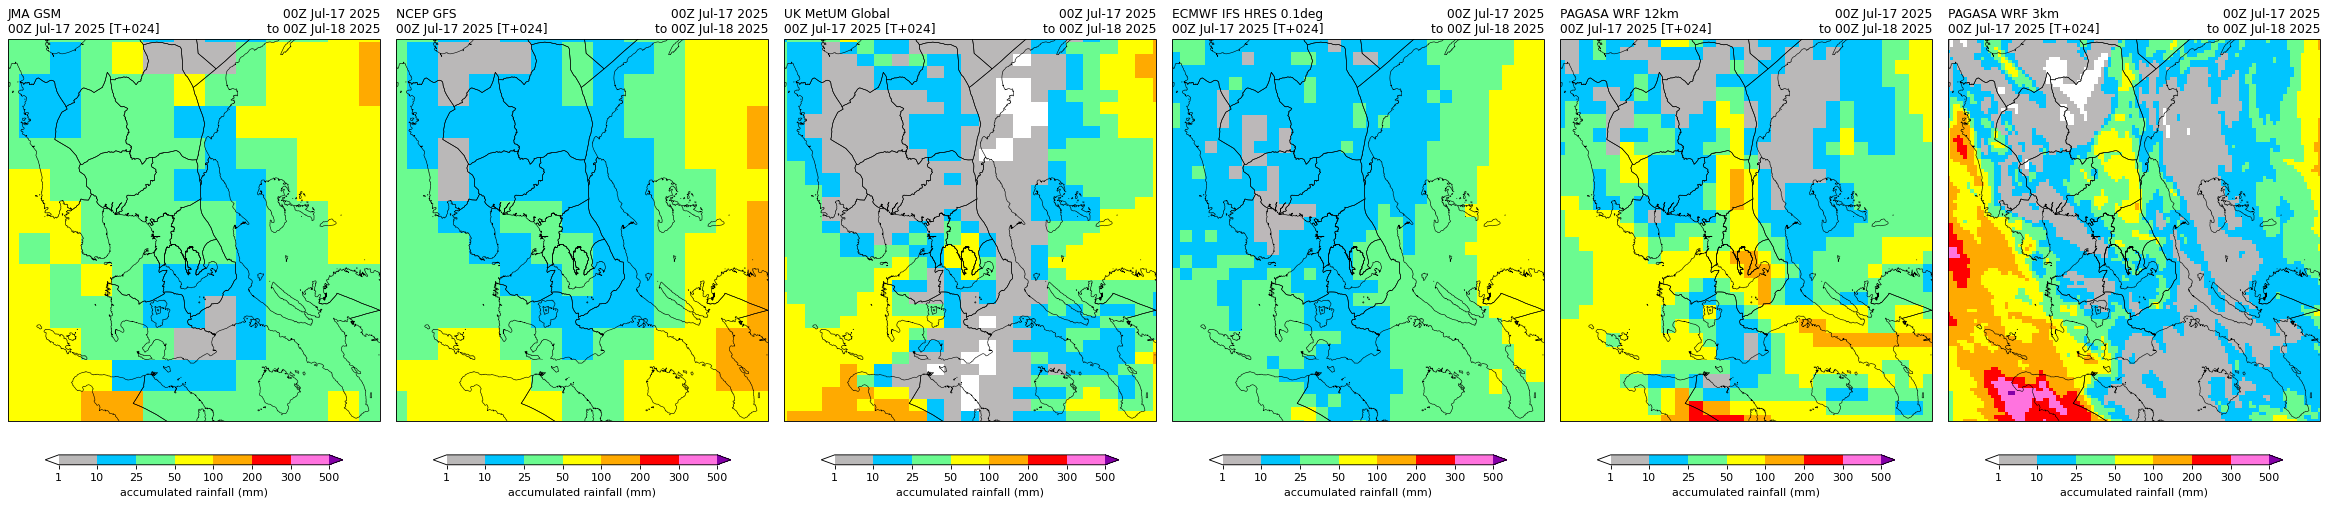 JMA GSM 00Z Jul-17 2025
00Z Jul-17 2025 [T+024] to 00Z Jul-18 2025
1 10 25 50 100 200 300 500
accumulated rainfall (mm)
NCEP GFS 00Z Jul-17 2025
00Z Jul-17 2025 [T+024] to 00Z Jul-18 2025
1 10 25 50 100 200 300 500
accumulated rainfall (mm)
UK MetUM Global 00Z Jul-17 2025
00Z Jul-17 2025 [T+024] to 00Z Jul-18 2025
1 10 25 50 100 200 300 500
accumulated rainfall (mm)
ECMWF IFS HRES 0.1deg 00Z Jul-17 2025
00Z Jul-17 2025 [T+024] to 00Z Jul-18 2025
1 10 25 50 100 200 300 500
accumulated rainfall (mm)
PAGASA WRF 12km 00Z Jul-17 2025
00Z Jul-17 2025 [T+024] to 00Z Jul-18 2025
1 10 25 50 100 200 300 500
accumulated rainfall (mm)
PAGASA WRF 3km 00Z Jul-17 2025
00Z Jul-17 2025 [T+024] to 00Z Jul-18 2025
1 10 25 50 100 200 300 500
accumulated rainfall (mm)